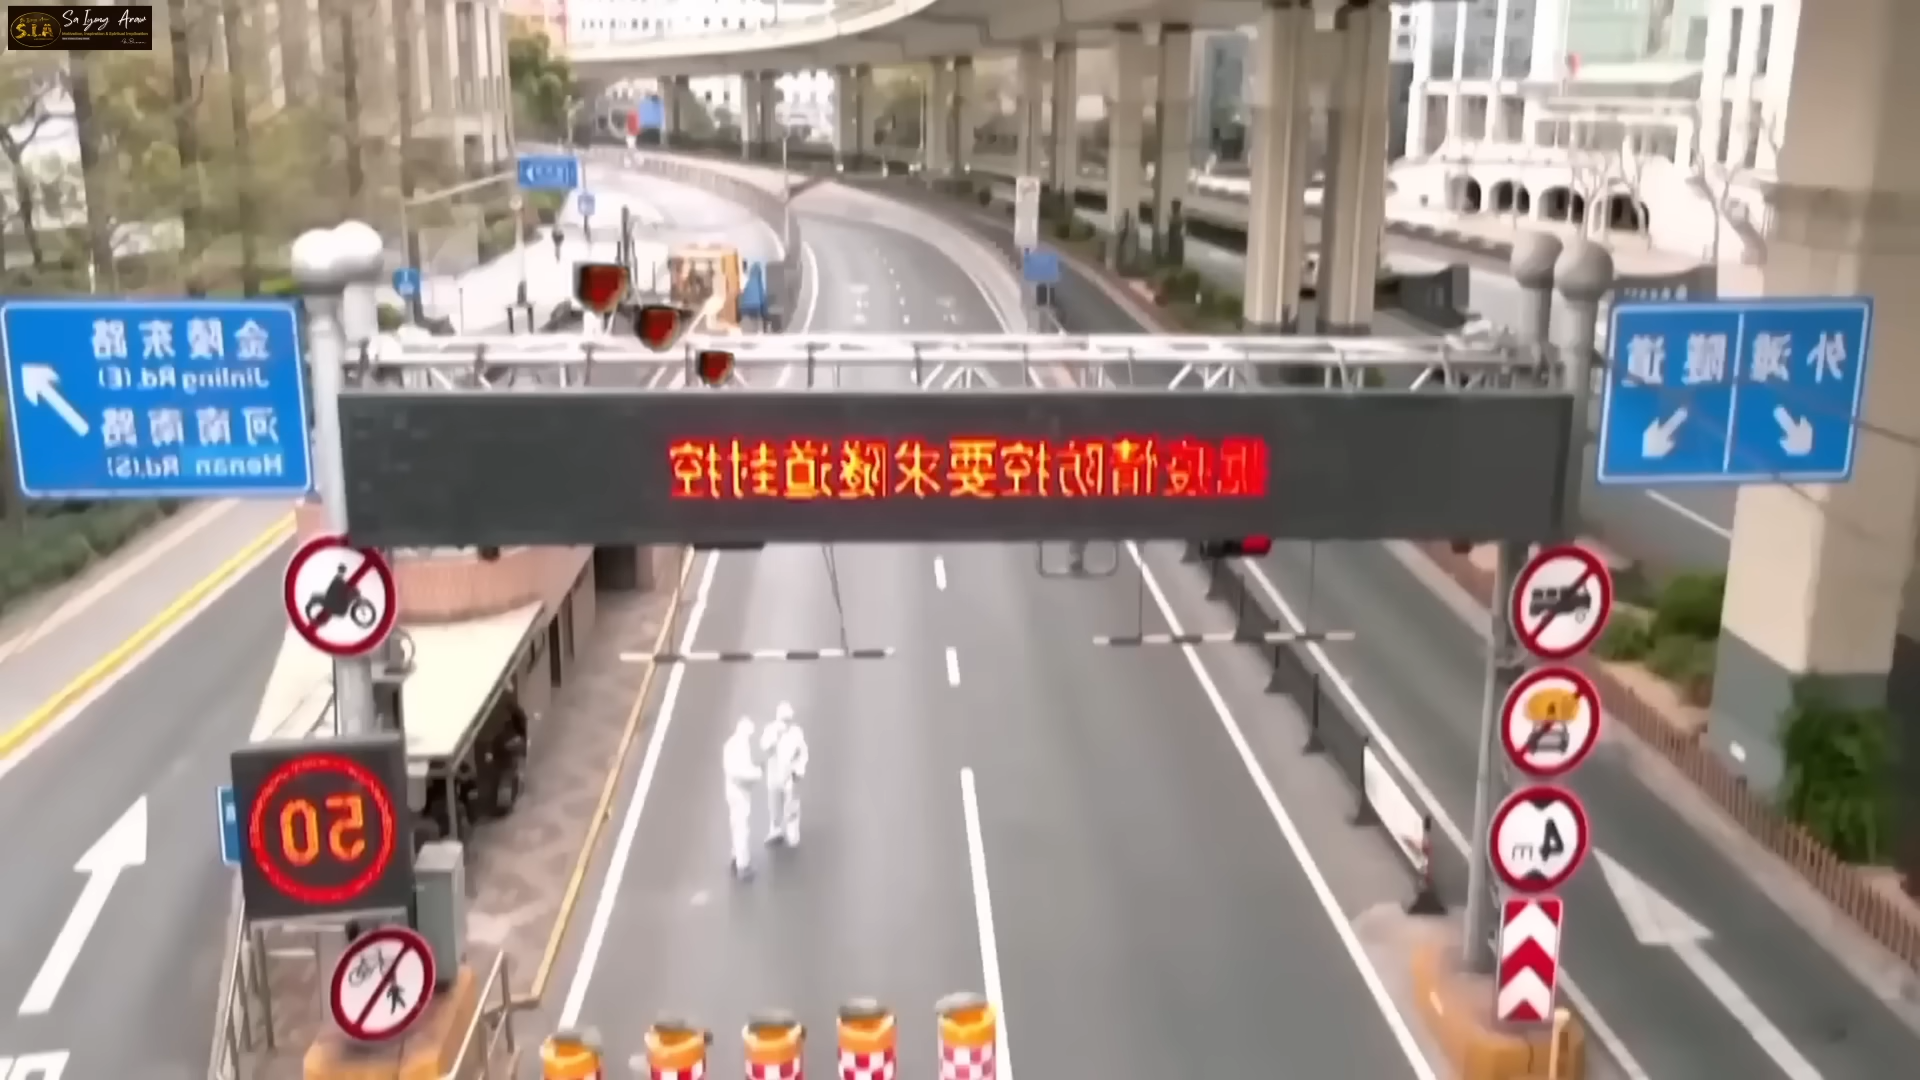 Sa Iyong Araw
S.I.A
金陵东路
Jinling Rd.(E)
河南南路
Henan Rd.(S)
疫情防控要求隧道封控
外滩隧道
50
4m